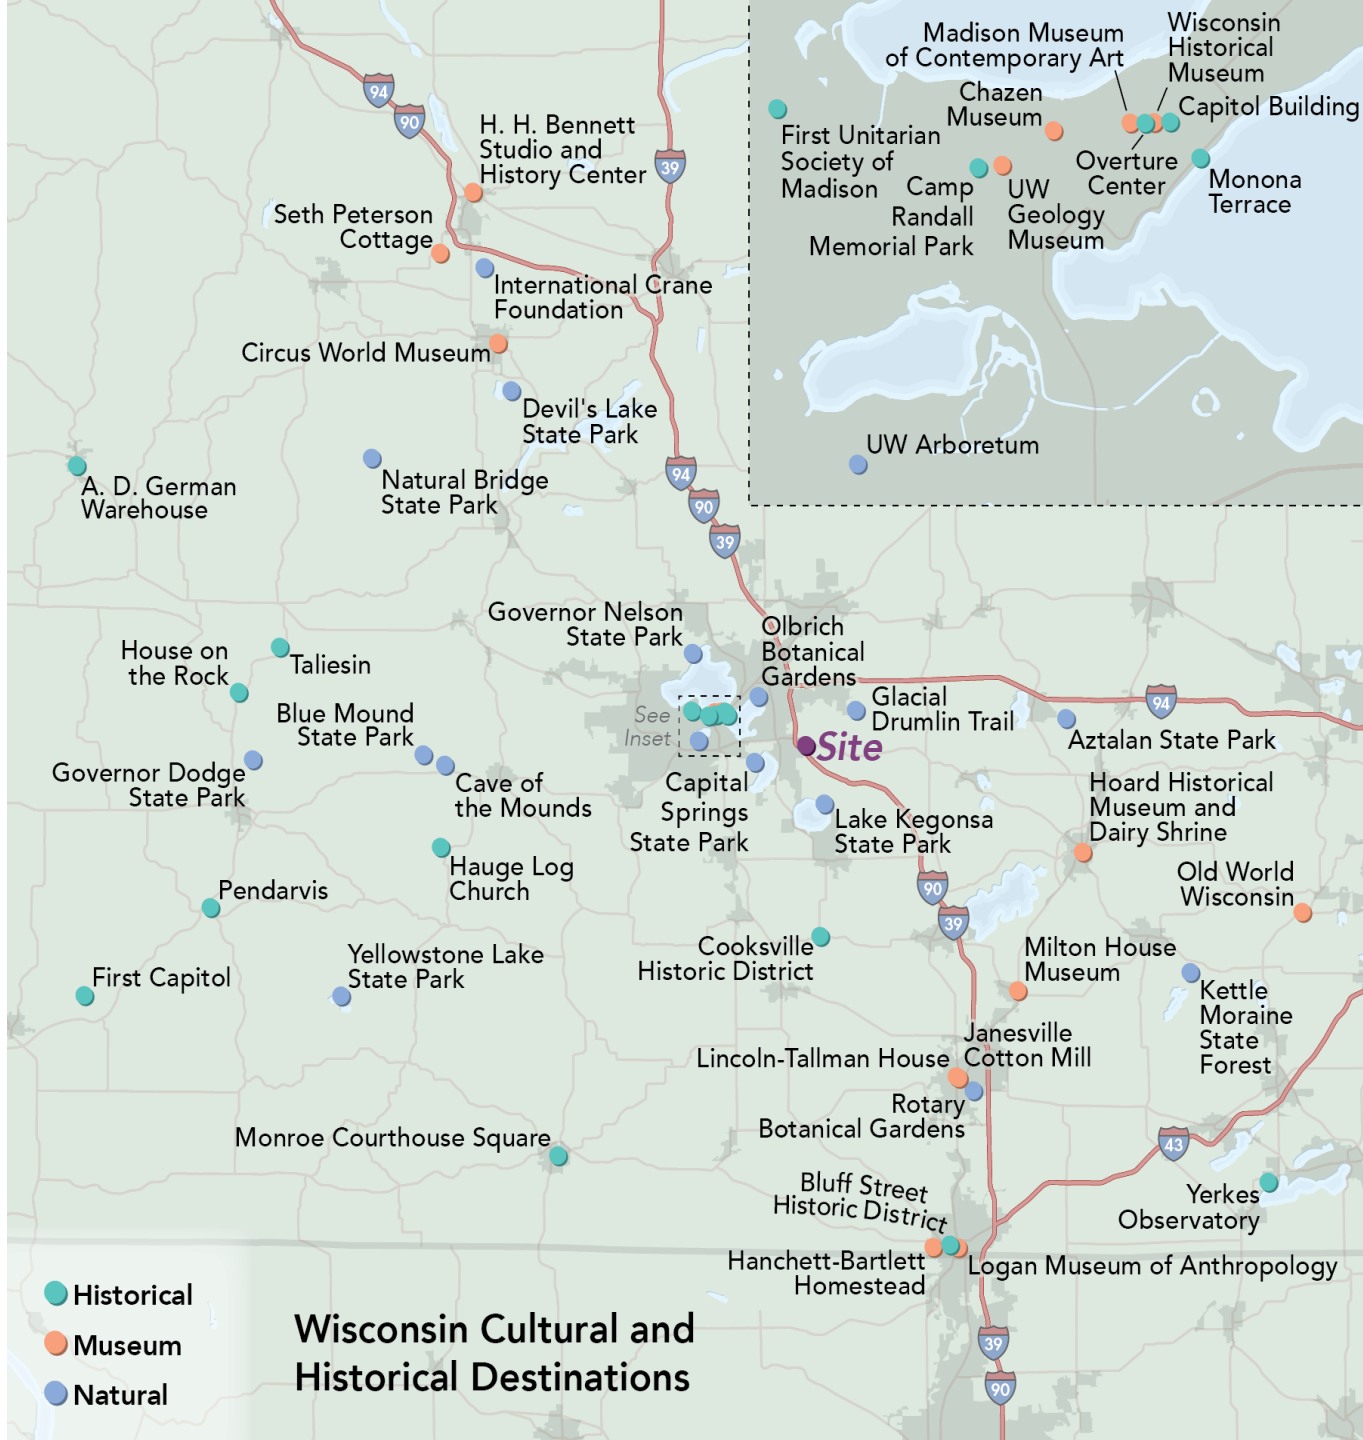 Madison Museum
of Contemporary Art
Wisconsin
Historical
Museum
Chazen
Museum
Capitol Building
First Unitarian
Society of
Madison
Overture
Center
Camp
Randall
Memorial Park
UW
Geology
Museum
Monona
Terrace
UW Arboretum
94
90
39
H. H. Bennett
Studio and
History Center
Seth Peterson
Cottage
International Crane
Foundation
Circus World Museum
Devil's Lake
State Park
A. D. German
Warehouse
Natural Bridge
State Park
94
90
39
Governor Nelson
State Park
Olbrich
Botanical
Gardens
House on
the Rock
Taliesin
Blue Mound
State Park
See
Inset
Glacial
Drumlin Trail
94
Aztalan State Park
Site
Governor Dodge
State Park
Cave of
the Mounds
Capital
Springs
State Park
Lake Kegonsa
State Park
Hoard Historical
Museum and
Dairy Shrine
Hauge Log
Church
Pendarvis
90
39
Old World
Wisconsin
First Capitol
Yellowstone Lake
State Park
Cooksville
Historic District
Milton House
Museum
Kettle
Moraine
State
Forest
Janesville
Cotton Mill
Lincoln-Tallman House
Rotary
Botanical Gardens
Monroe Courthouse Square
43
Bluff Street
Historic District
Yerkes
Observatory
Hanchett-Bartlett
Homestead
Logan Museum of Anthropology
39
90
Historical
Museum
Natural
Wisconsin Cultural and
Historical Destinations